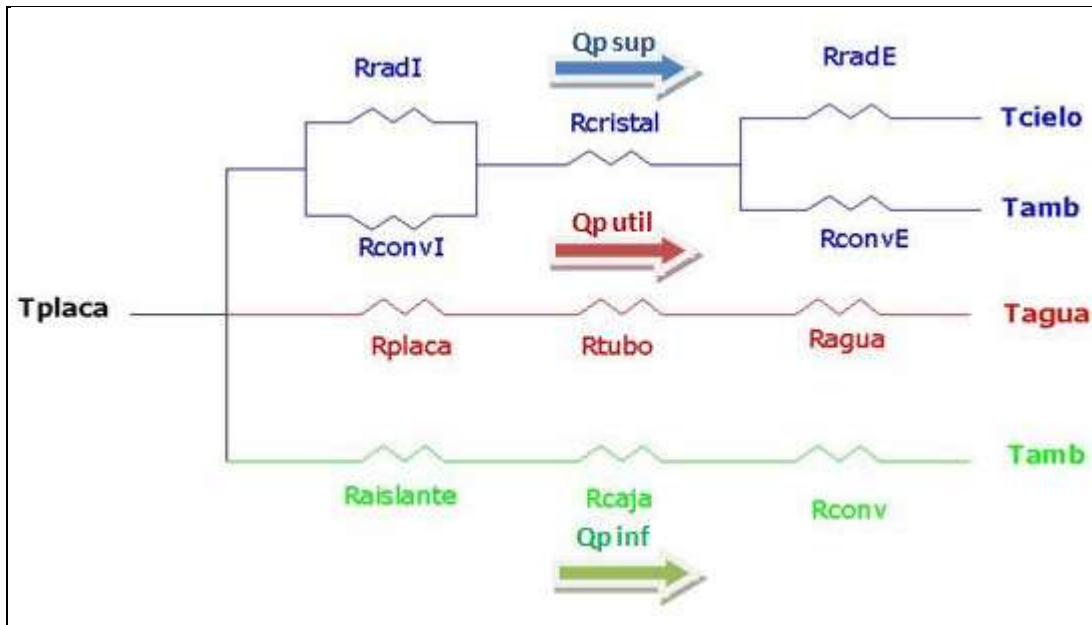 Qp sup
RradI
RradE
Rcristal
Tcielo
Tamb
RconvI
Qp util
RconvE
Tplaca
Tagua
Rplaca
Rtubo
Ragua
Tamb
Raislante
Rcaja
Rconv
Qp inf